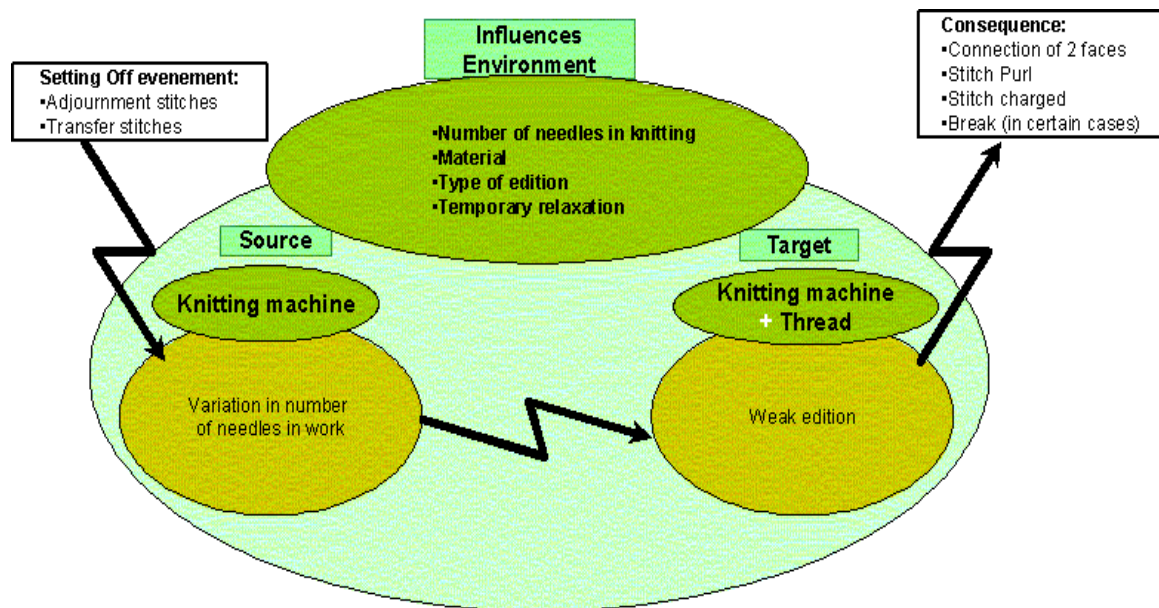 Influences
Environment
Setting Off evenement:
▪Adjournment stitches
▪Transfer stitches
Consequence:
▪Connection of 2 faces
▪Stitch Purl
▪Stitch charged
▪Break (in certain cases)
▪Number of needles in knitting
▪Material
▪Type of edition
▪Temporary relaxation
Source
Knitting machine
Variation in number
of needles in work
Target
Knitting machine
+ Thread
Weak edition